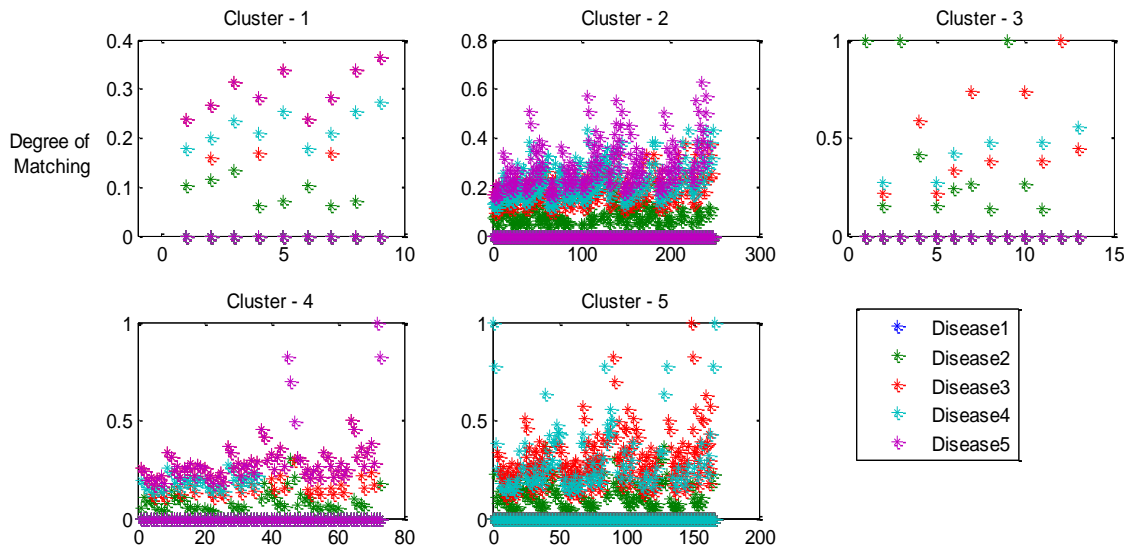 Cluster - 1
Cluster - 2
Cluster - 3
0.4
0.3
0.2
0.1
0
0 5 10
Degree of
Matching
0.8
0.6
0.4
0.2
0
0 100 200 300
1
0.5
0
0 5 10 15
Cluster - 4
Cluster - 5
1
0.5
0
0 20 40 60 80
1
0.5
0
0 50 100 150 200
Disease1
Disease2
Disease3
Disease4
Disease5